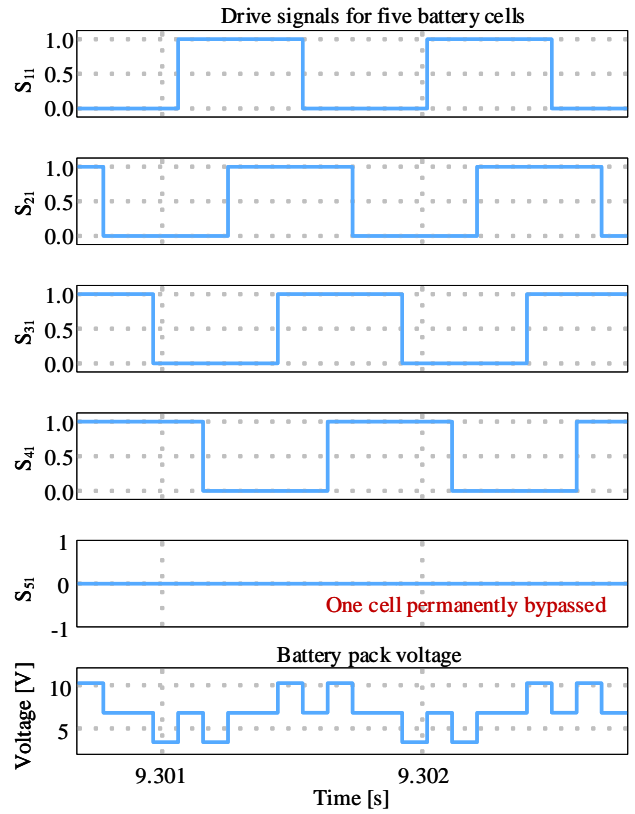 Drive signals for five battery cells
S11
1.0
0.5
0.0
S21
1.0
0.5
0.0
S31
1.0
0.5
0.0
S41
1.0
0.5
0.0
S51
1
0
-1
One cell permanently bypassed
Battery pack voltage
Voltage [V]
10
5
9.301 9.302
Time [s]